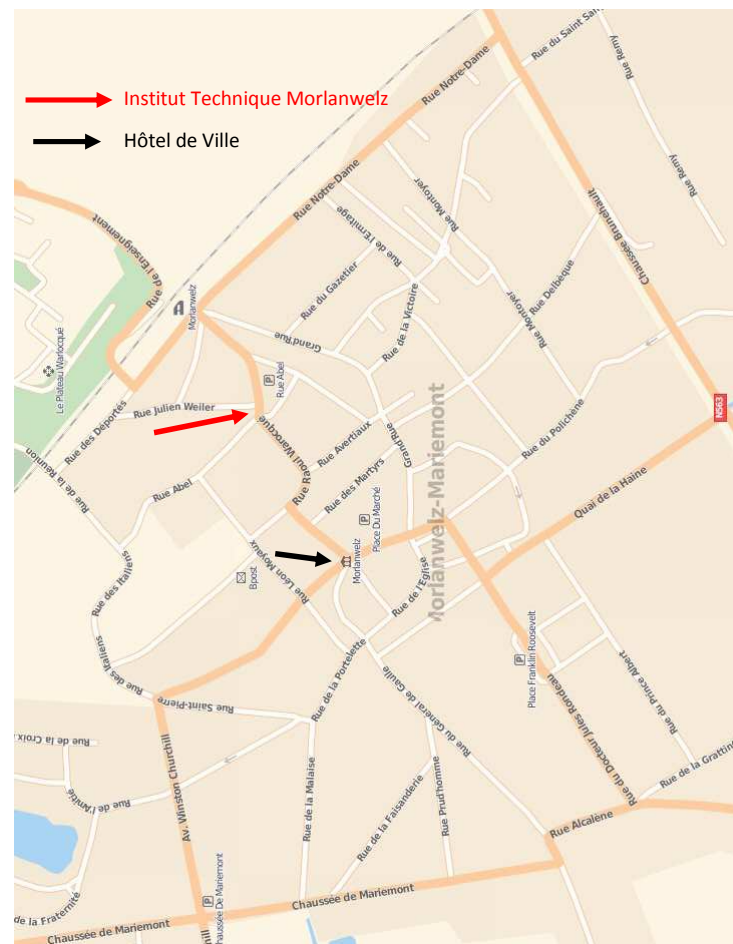 Institut Technique Morlanwelz
Hôtel de Ville
Rue du Saint Sa
Rue Remy
Rue Remy
Rue Notre-Dame
Rue Notre-Dame
Rue Montoyer
Rue de l'Ermitage
Chaussée Brunehault
Rue de l'Enseignement
Rue du Gazetier
Rue de la Victoire
Rue Montoyer
Rue Delbèque
Morlanwelz
Grand'Rue
Le Plateau Warlocqué
P
Rue Abel
Rue Julien Weiler
Rue des Déportés
Rue de la Réunion
Rue Raoul Warocqué
Rue Avertiaux
Grand'Rue
Morlanwelz-Mariemont
N563
Rue du Polichène
Rue Abel
Rue des Martyrs
P
Place Du Marché
Quai de la Haine
Morlanwelz
Rue Léon Moyaux
Bpost
Rue de l'Eglise
Rue des Italiens
Rue des Italiens
Rue Saint-Pierre
Rue de la Portelette
Rue du Général de Gaulle
P
Place Franklin Roosevelt
Rue du Prince Albert
Rue du Docteur Jules Rondeau
Rue de la Croix
Rue de l'Amitié
Av. Winston Churchill
Rue de la Malaise
Rue de la Faisanderie
Rue Prud'homme
Rue de la Grattin
Rue Alcalène
P
haussée De Mariemont
Chaussée de Mariemont
de la Fraternité
Chaussée de Mariemont
hill